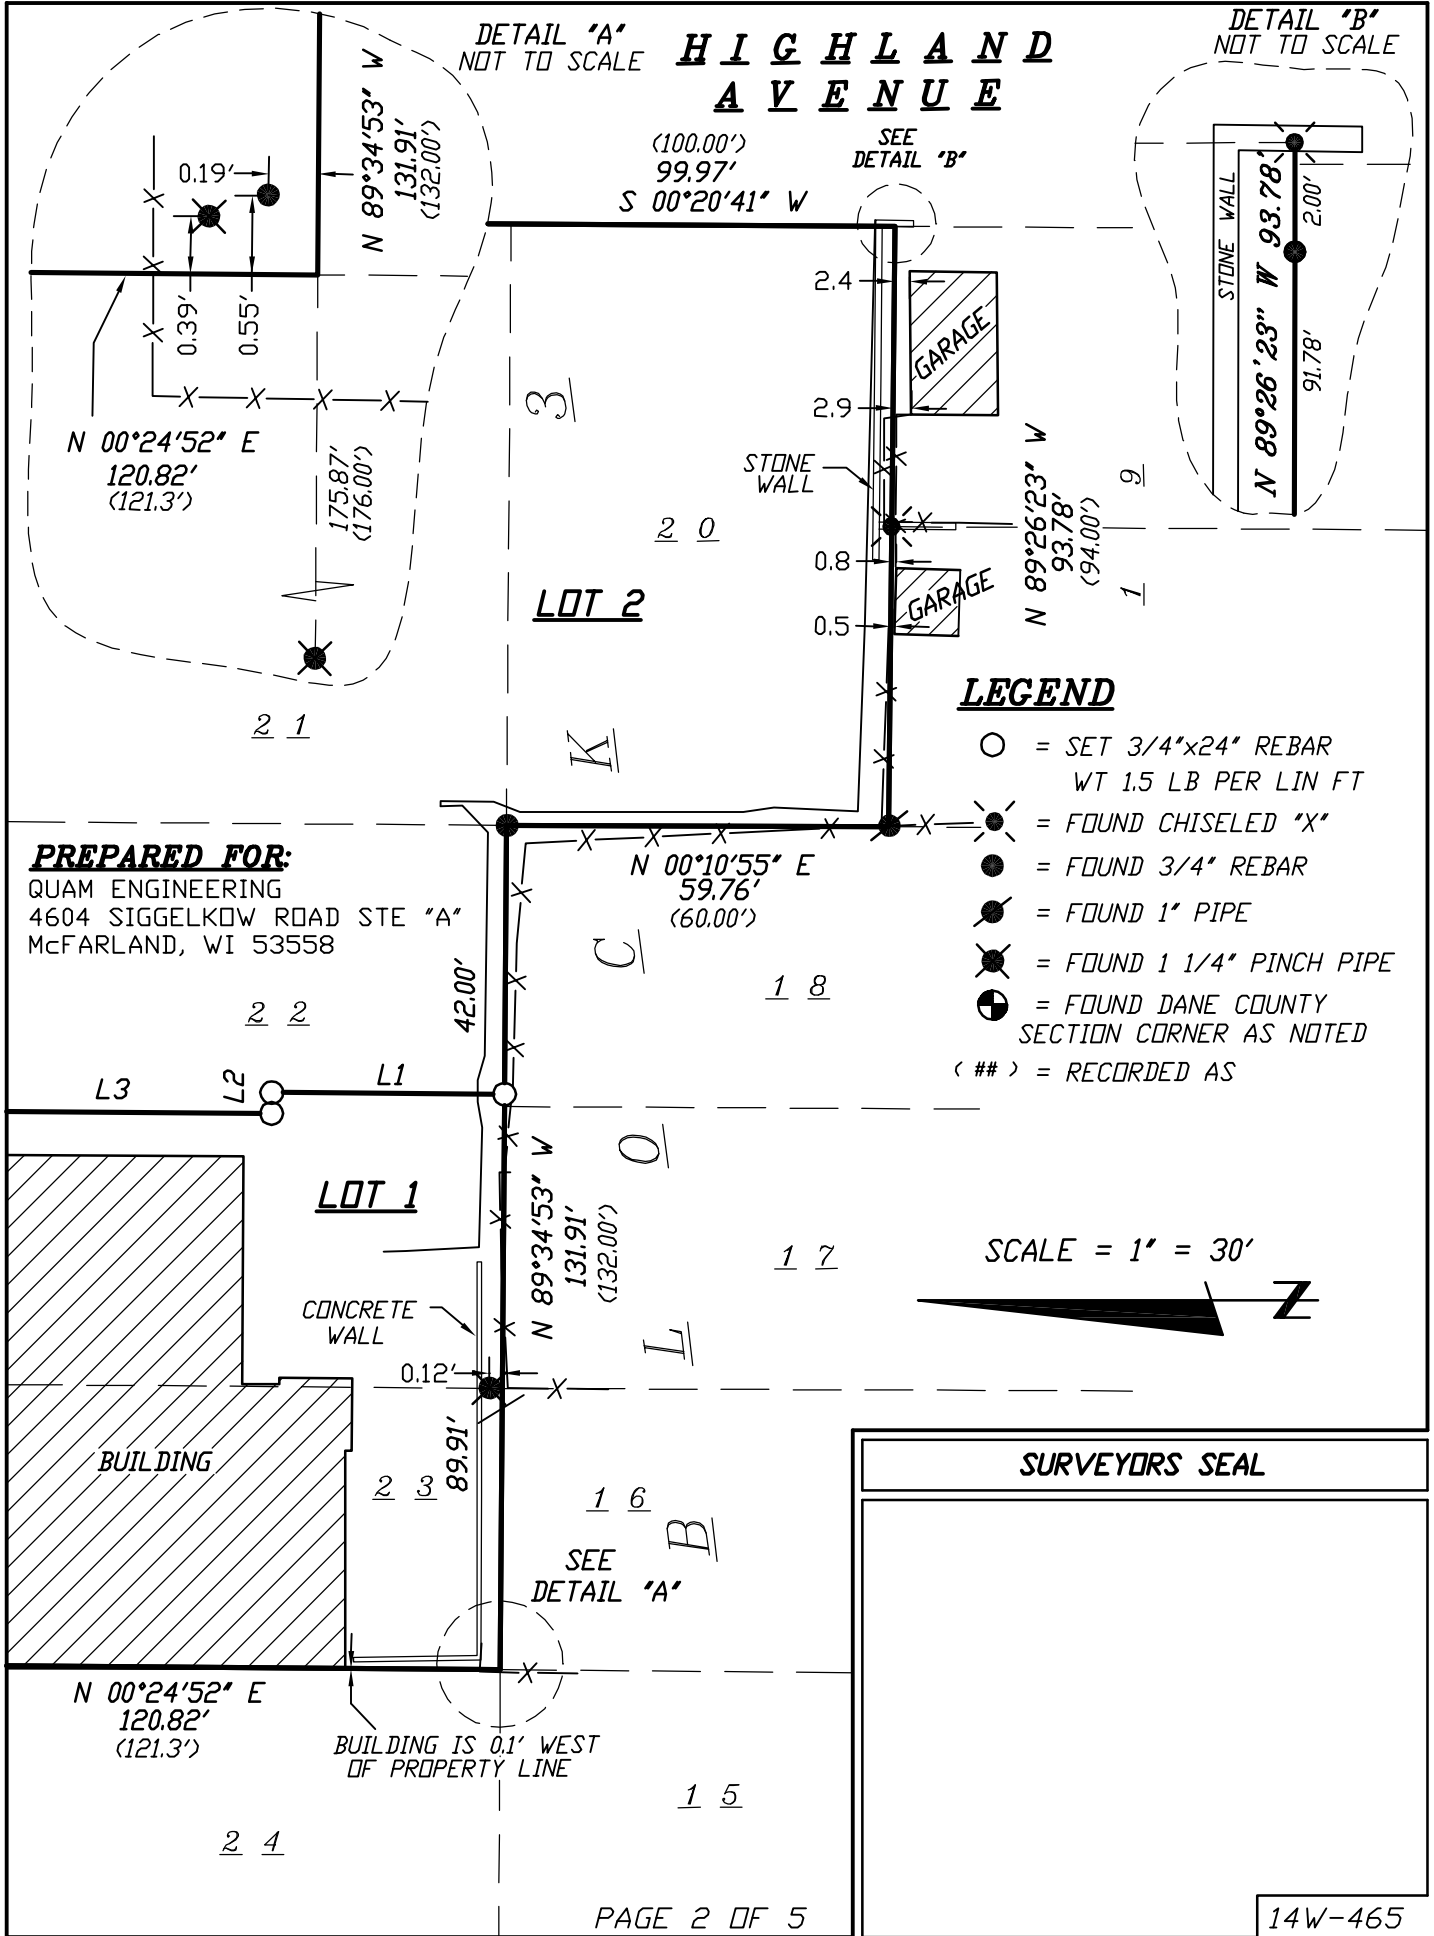 DETAIL "A"
NOT TO SCALE
HIGHLAND
AVENUE
DETAIL "B"
NOT TO SCALE
N 89°34'53" W
131.91'
(132.00')
0.19'
0.39'
0.55'
N 00°24'52" E
120.82'
(121.3')
175.87'
(176.00')
(100.00')
99.97'
S 00°20'41" W
SEE
DETAIL "B"
STONE WALL
N 89°26'23" W 93.78'
2.00'
91.78'
2.4
GARAGE
2.9
STONE
WALL
N 89°26'23" W
93.78'
(94.00')
0.8
GARAGE
0.5
3
2 0
1 9
LOT 2
2 1
K
LEGEND
= SET 3/4"x24" REBAR
WT 1.5 LB PER LIN FT
= FOUND CHISELED "X"
= FOUND 3/4" REBAR
= FOUND 1" PIPE
= FOUND 1 1/4" PINCH PIPE
= FOUND DANE COUNTY
SECTION CORNER AS NOTED
( ## ) = RECORDED AS
PREPARED FOR:
QUAM ENGINEERING
4604 SIGGELKOW ROAD STE "A"
McFARLAND, WI 53558
N 00°10'55" E
59.76'
(60.00')
C
42.00'
1 8
2 2
L3
L2
L1
O
LOT 1
N 89°34'53" W
131.91'
(132.00')
1 7
SCALE = 1" = 30'
N
CONCRETE
WALL
L
0.12'
BUILDING
89.91'
2 3
1 6
B
SEE
DETAIL "A"
SURVEYORS SEAL
N 00°24'52" E
120.82'
(121.3')
BUILDING IS 0.1' WEST
OF PROPERTY LINE
1 5
2 4
PAGE 2 OF 5
14W-465